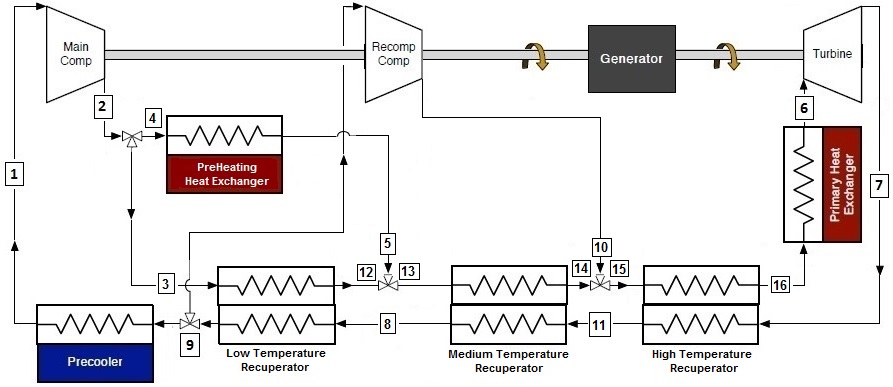 Main
Comp
Recomp
Comp
Generator
Turbine
2
4
6
PreHeating
Heat Exchanger
Primary Heat
Exchanger
1
7
5
10
3
12
13
14
15
16
8
11
9
Precooler
Low Temperature
Recuperator
Medium Temperature
Recuperator
High Temperature
Recuperator